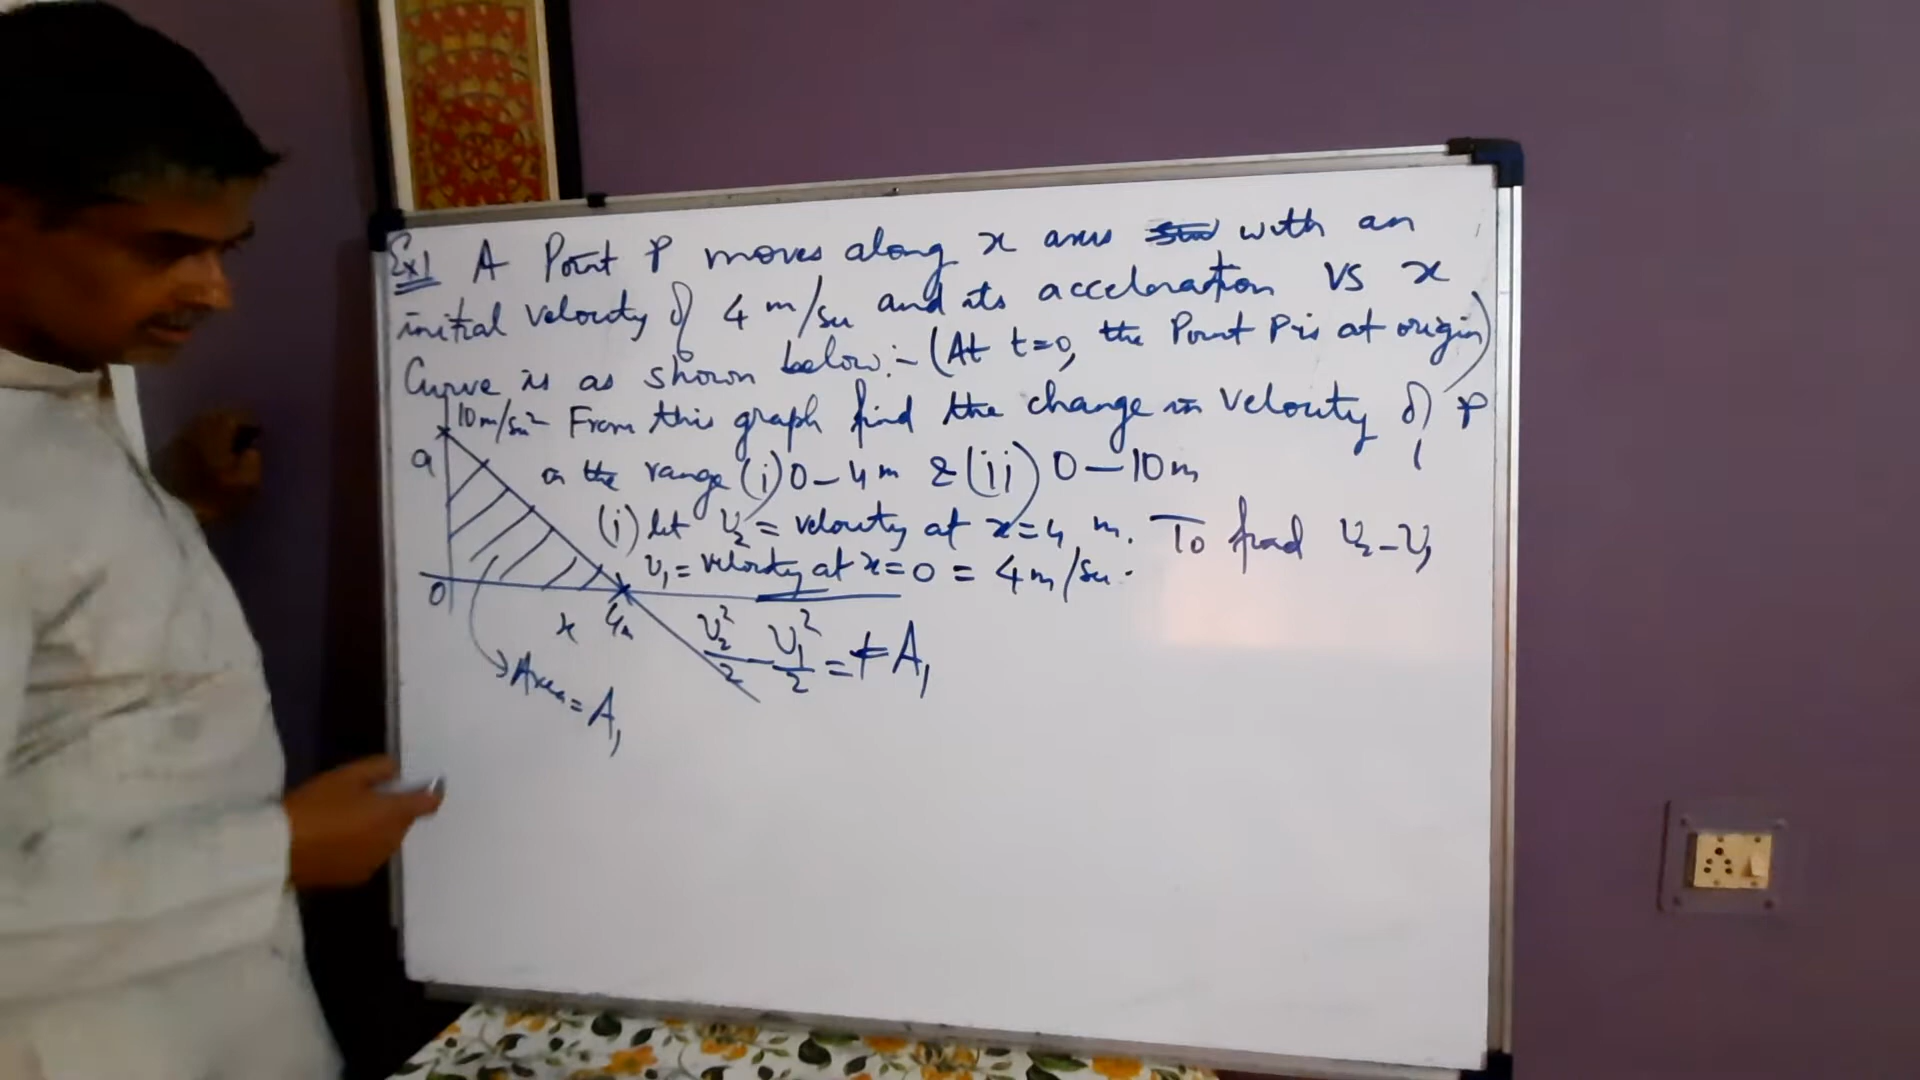 Ex1 A Point P moves along x axis with an
initial velocity of 4 m/sec and its acceleration VS x
Curve is as shown below:- (At t=0, the Point P is at origin)
10m/sec² From this graph find the change in velocity of P
a
in the range (i) 0-4m & (ii) 0-10m
(i) let V₂ = velocity at x=4 m. To find V₂-V₁
V₁ = velocity at x=0 = 4m/sec.
0
x 4m
V₂²/2 - V₁²/2 = +A₁
Area = A₁